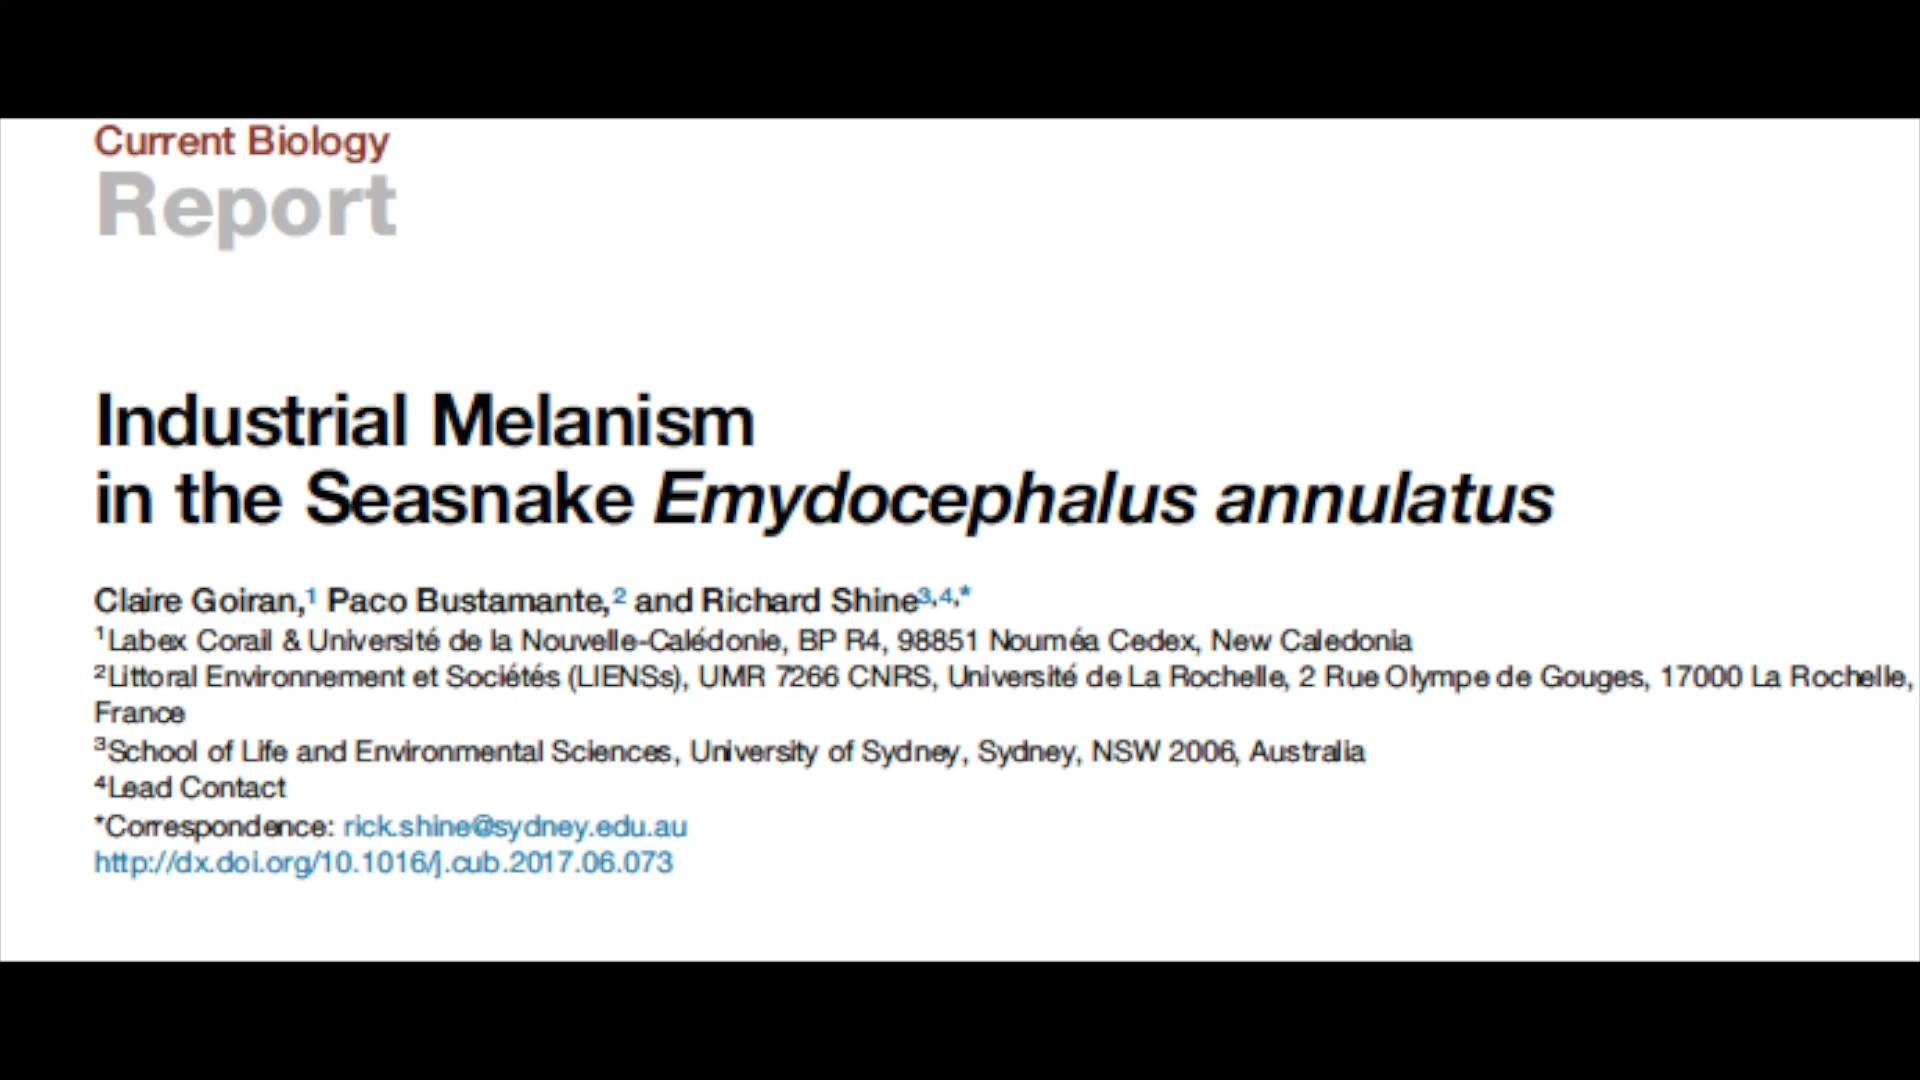 Current Biology
Report
Industrial Melanism
in the Seasnake Emydocephalus annulatus
Claire Goiran,1 Paco Bustamante,2 and Richard Shine3,4,*
1Labex Corail & Université de la Nouvelle-Calédonie, BP R4, 98851 Nouméa Cedex, New Caledonia
2Littoral Environnement et Sociétés (LIENSs), UMR 7266 CNRS, Université de La Rochelle, 2 Rue Olympe de Gouges, 17000 La Rochelle,
France
3School of Life and Environmental Sciences, University of Sydney, Sydney, NSW 2006, Australia
4Lead Contact
*Correspondence: rick.shine@sydney.edu.au
http://dx.doi.org/10.1016/j.cub.2017.06.073